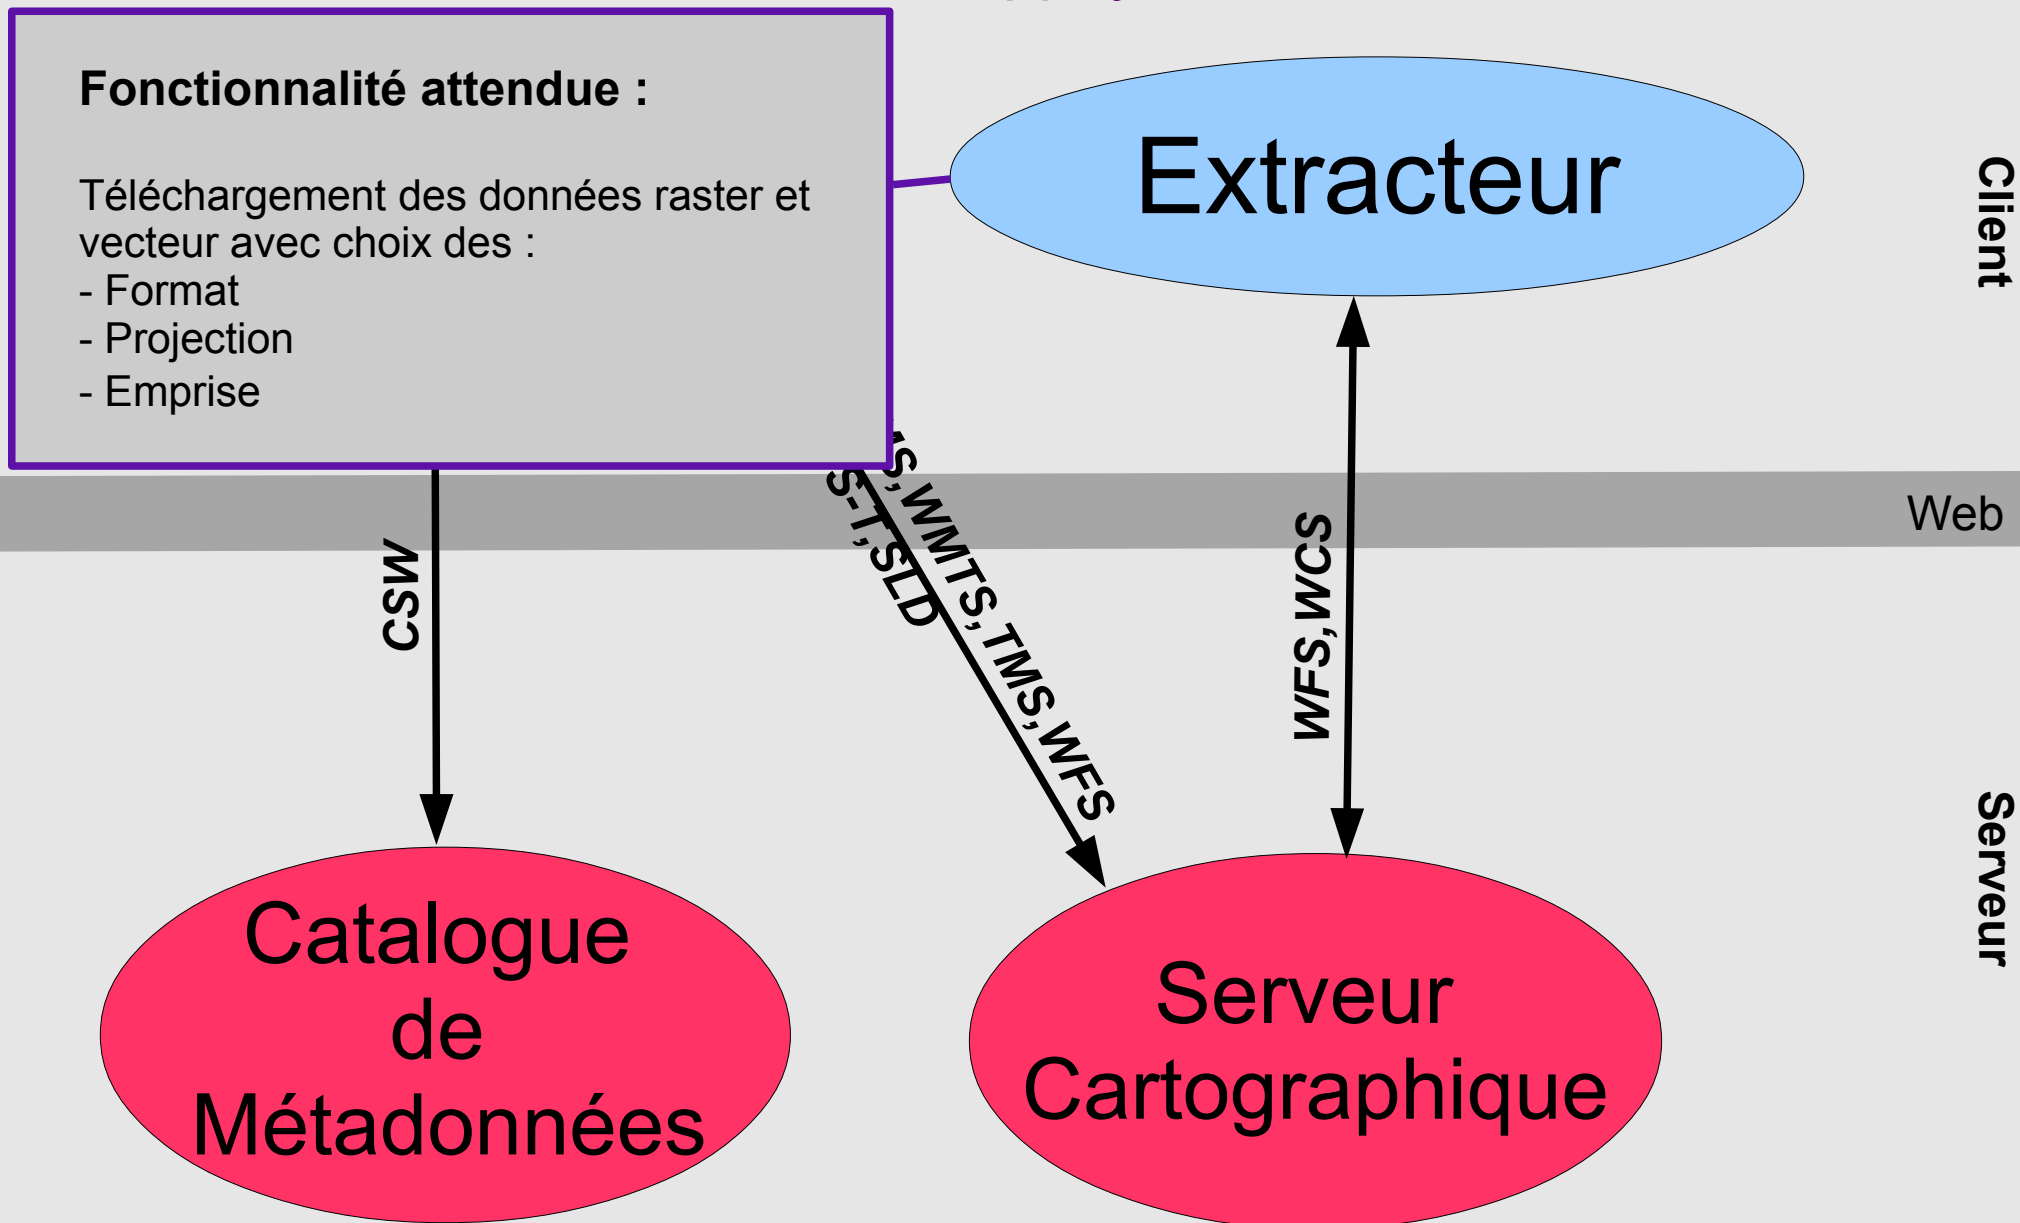 Fonctionnalité attendue :
Téléchargement des données raster et
vecteur avec choix des :
- Format
- Projection
- Emprise
Extracteur
Client
Web
CSW
S,WMTS,TMS,WFS
S-T,SLD
WFS,WCS
Serveur
Catalogue
de
Métadonnées
Serveur
Cartographique